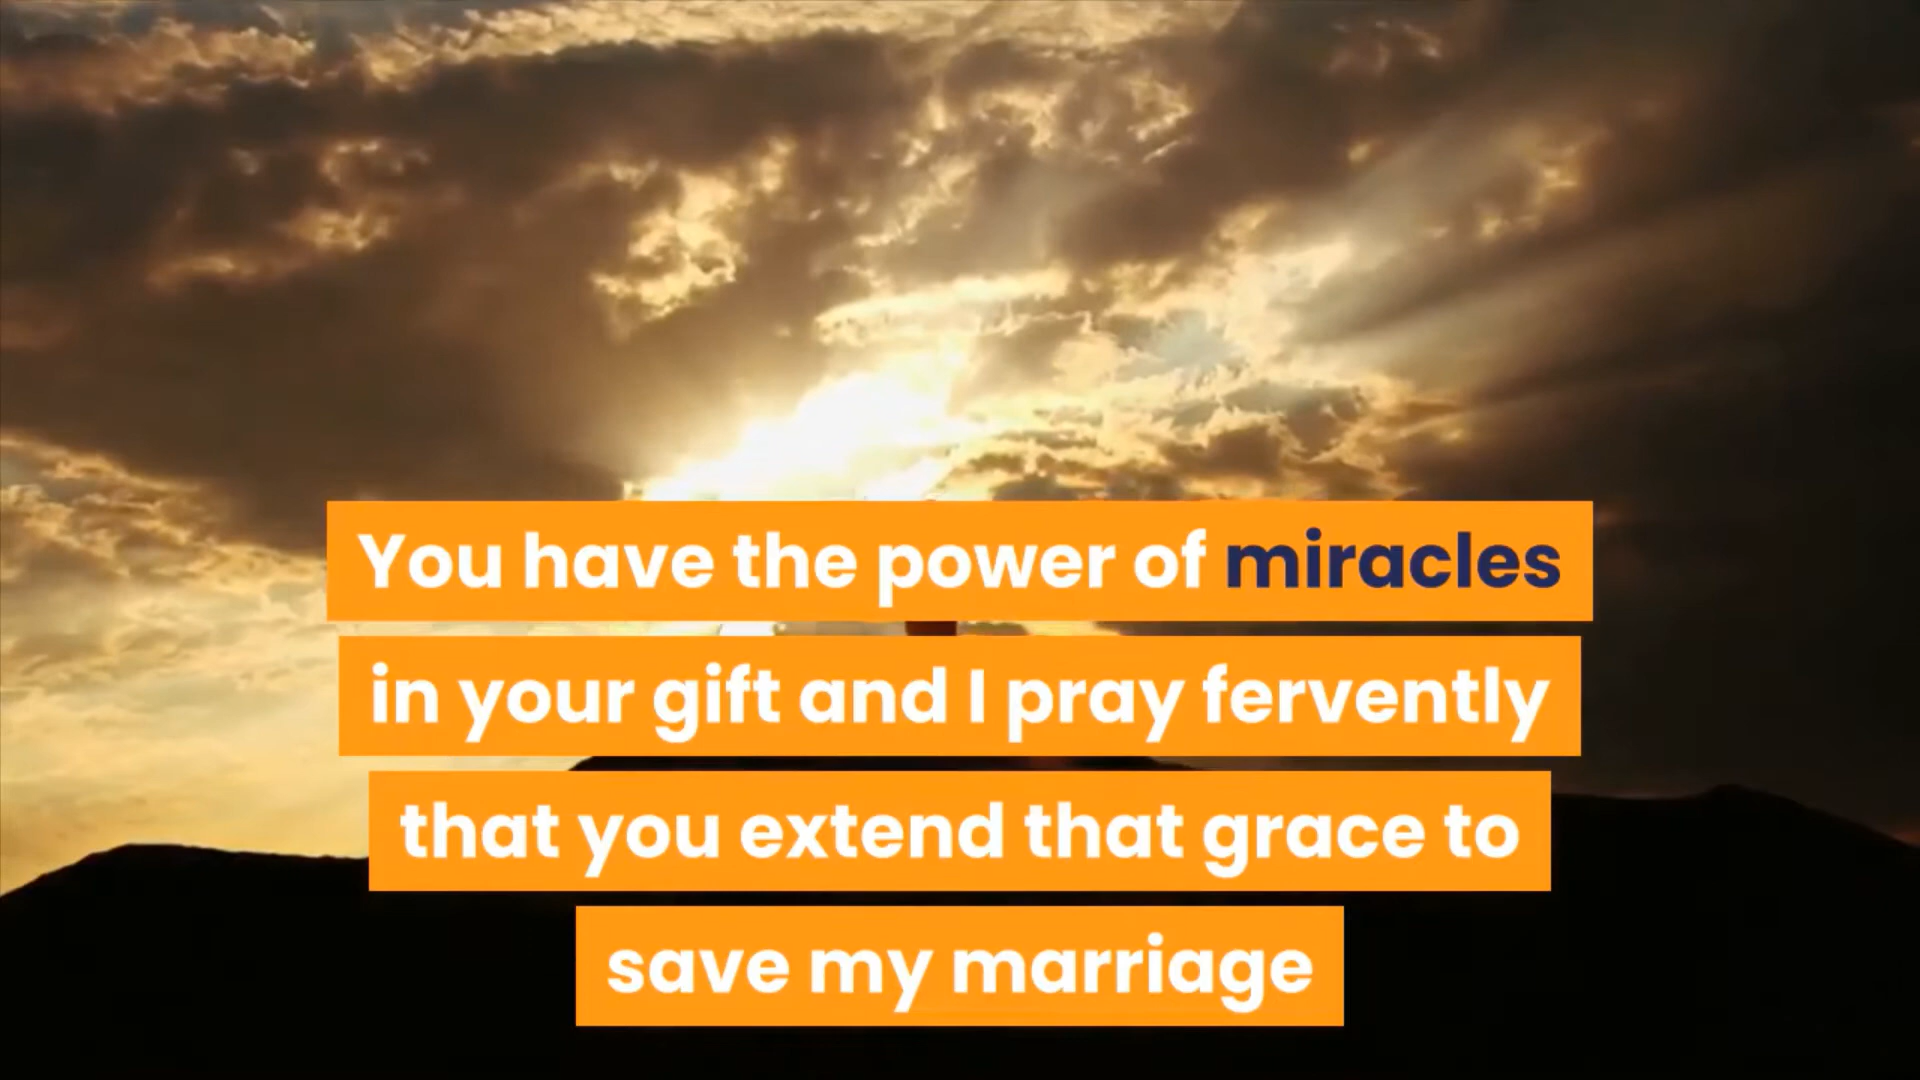 You have the power of miracles
in your gift and I pray fervently
that you extend that grace to
save my marriage